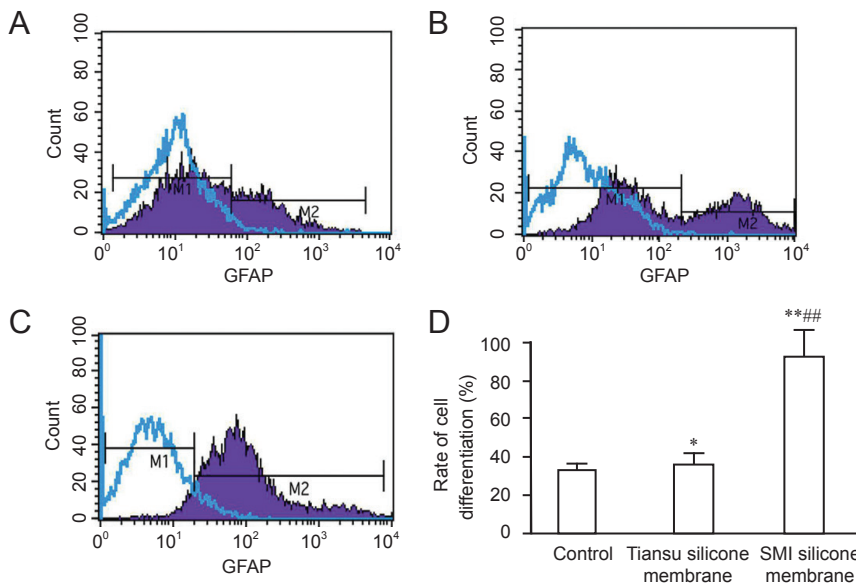 A
100
80
60
40
20
0
Count
M1
M2
10^0 10^1 10^2 10^3 10^4
GFAP
B
100
80
60
40
20
0
Count
M1
M2
10^0 10^1 10^2 10^3 10^4
GFAP
C
100
80
60
40
20
0
Count
M1
M2
10^0 10^1 10^2 10^3 10^4
GFAP
D
**##
*
100
80
60
40
20
0
Rate of cell
differentiation (%)
Control Tiansu silicone SMI silicone
membrane membrane